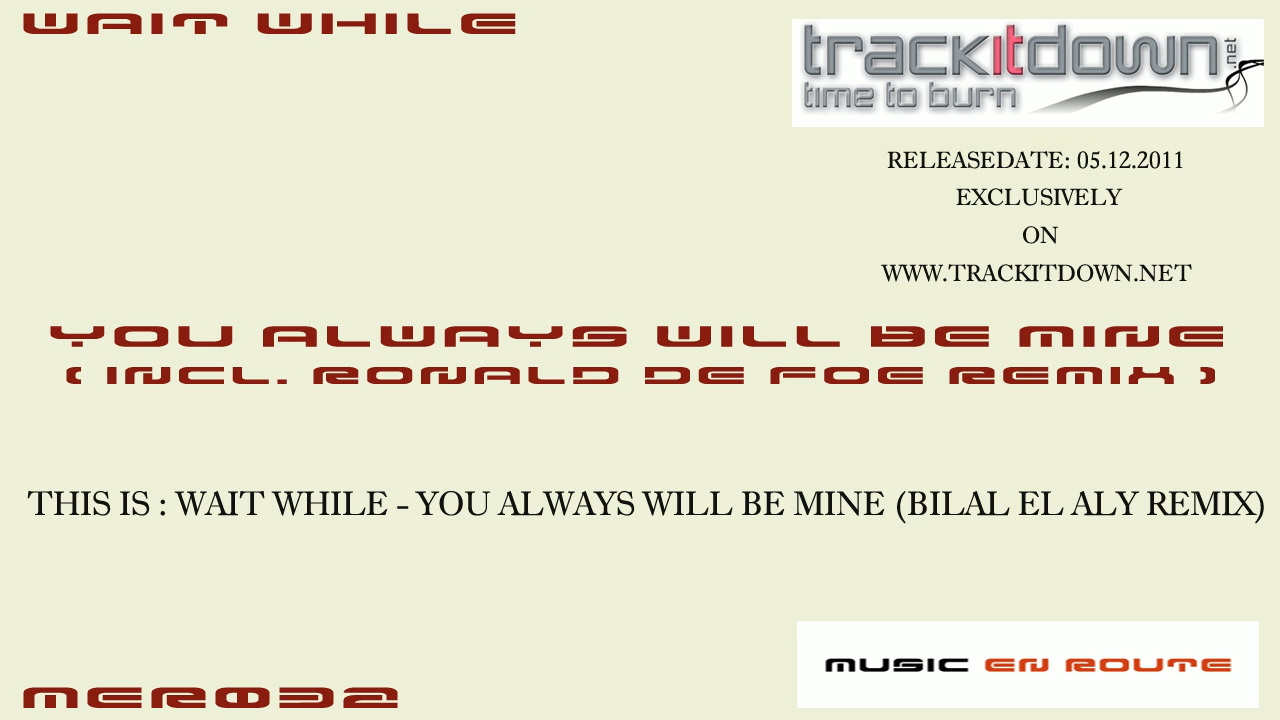 WAIT WHILE
trackitdown.net
time to burn
RELEASEDATE: 05.12.2011
EXCLUSIVELY
ON
WWW.TRACKITDOWN.NET
YOU ALWAYS WILL BE MINE
( INCL. RONALD DE FOE REMIX )
THIS IS : WAIT WHILE - YOU ALWAYS WILL BE MINE (BILAL EL ALY REMIX)
MUSIC EN ROUTE
MER032